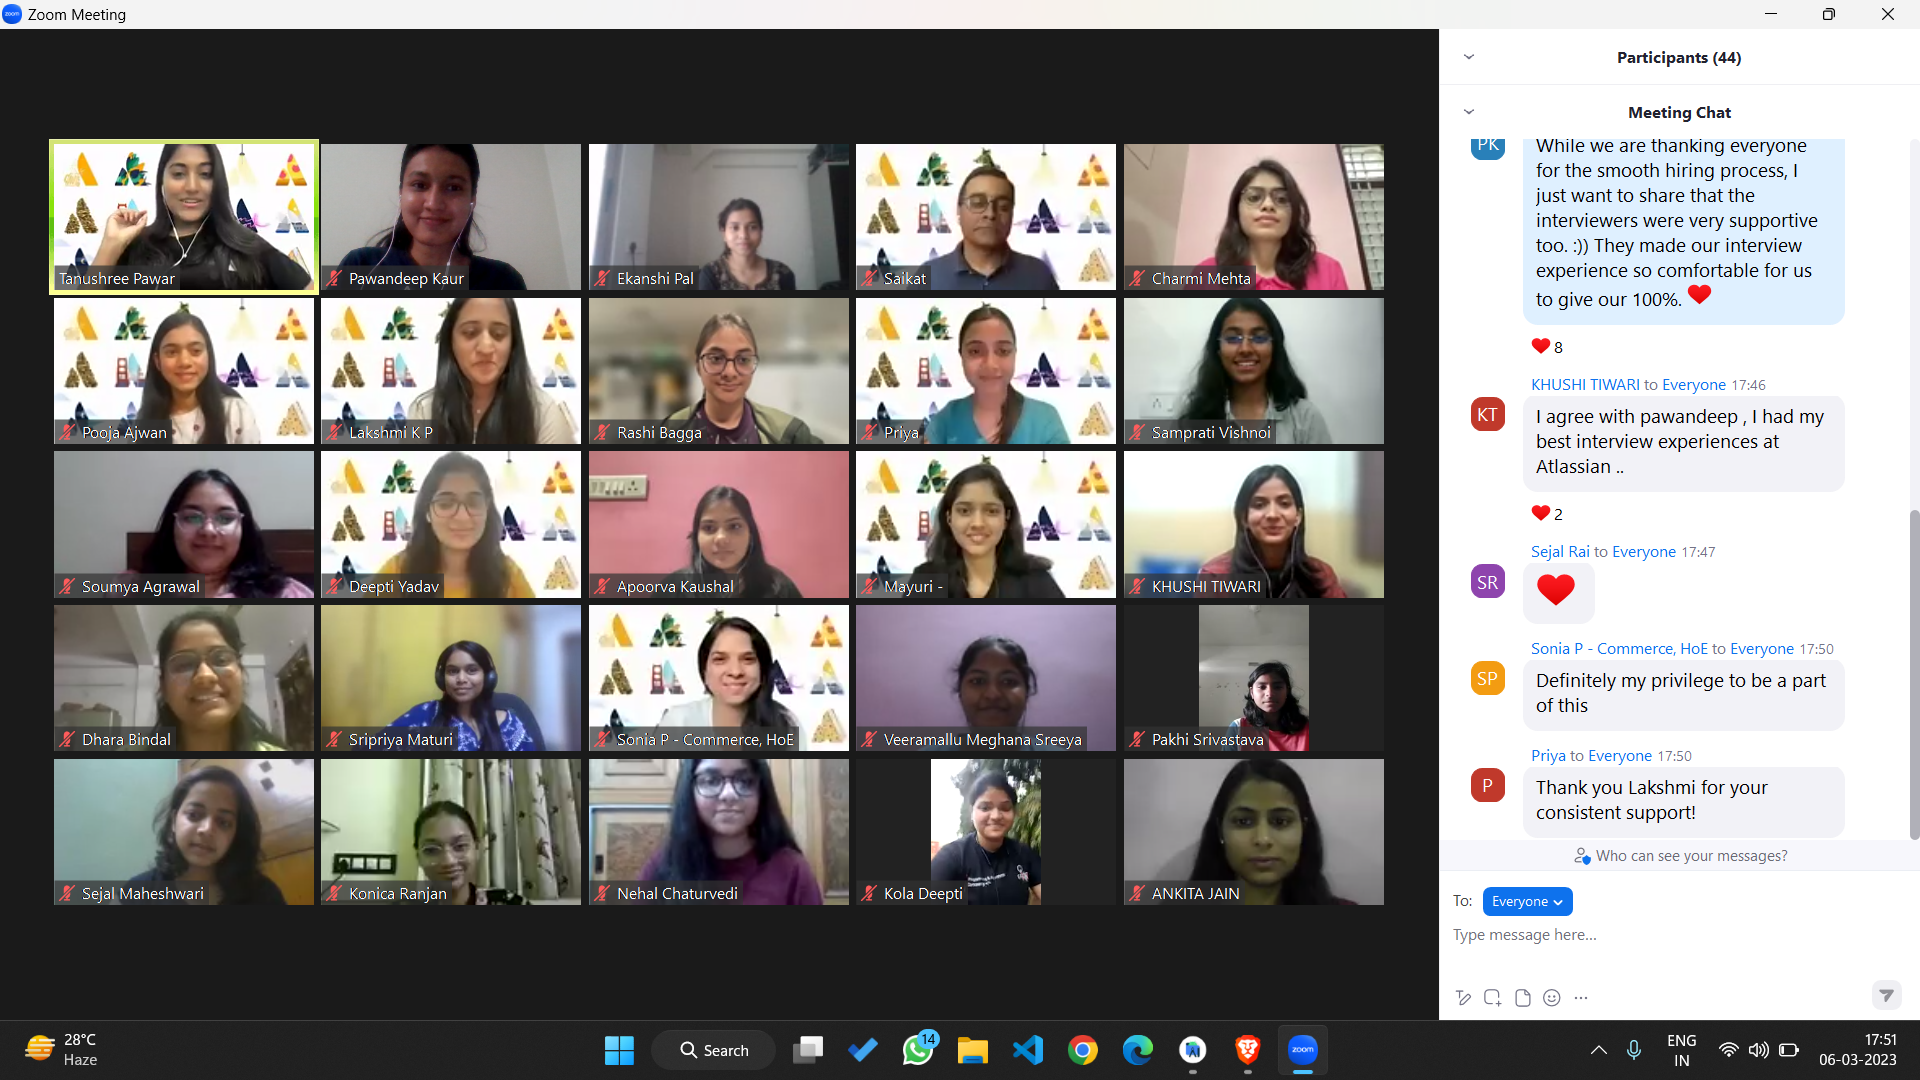 zoom Zoom Meeting
Tanushree Pawar
Pawandeep Kaur
Ekanshi Pal
Saikat
Charmi Mehta
Pooja Ajwan
Lakshmi K P
Rashi Bagga
Priya
Samprati Vishnoi
Soumya Agrawal
Deepti Yadav
Apoorva Kaushal
Mayuri -
KHUSHI TIWARI
Dhara Bindal
Sripriya Maturi
Sonia P - Commerce, HoE
Veeramallu Meghana Sreeya
Pakhi Srivastava
Sejal Maheshwari
Konica Ranjan
Nehal Chaturvedi
Kola Deepti
ANKITA JAIN
Participants (44)
Meeting Chat
PK
While we are thanking everyone
for the smooth hiring process, I
just want to share that the
interviewers were very supportive
too. :)) They made our interview
experience so comfortable for us
to give our 100%. ❤️
❤️ 8
KHUSHI TIWARI to Everyone 17:46
KT
I agree with pawandeep , I had my
best interview experiences at
Atlassian ..
❤️ 2
Sejal Rai to Everyone 17:47
SR
❤️
Sonia P - Commerce, HoE to Everyone 17:50
SP
Definitely my privilege to be a part
of this
Priya to Everyone 17:50
P
Thank you Lakshmi for your
consistent support!
Who can see your messages?
To: Everyone
Type message here...
28°C
Haze
Search
14
zoom
ENG
IN
17:51
06-03-2023